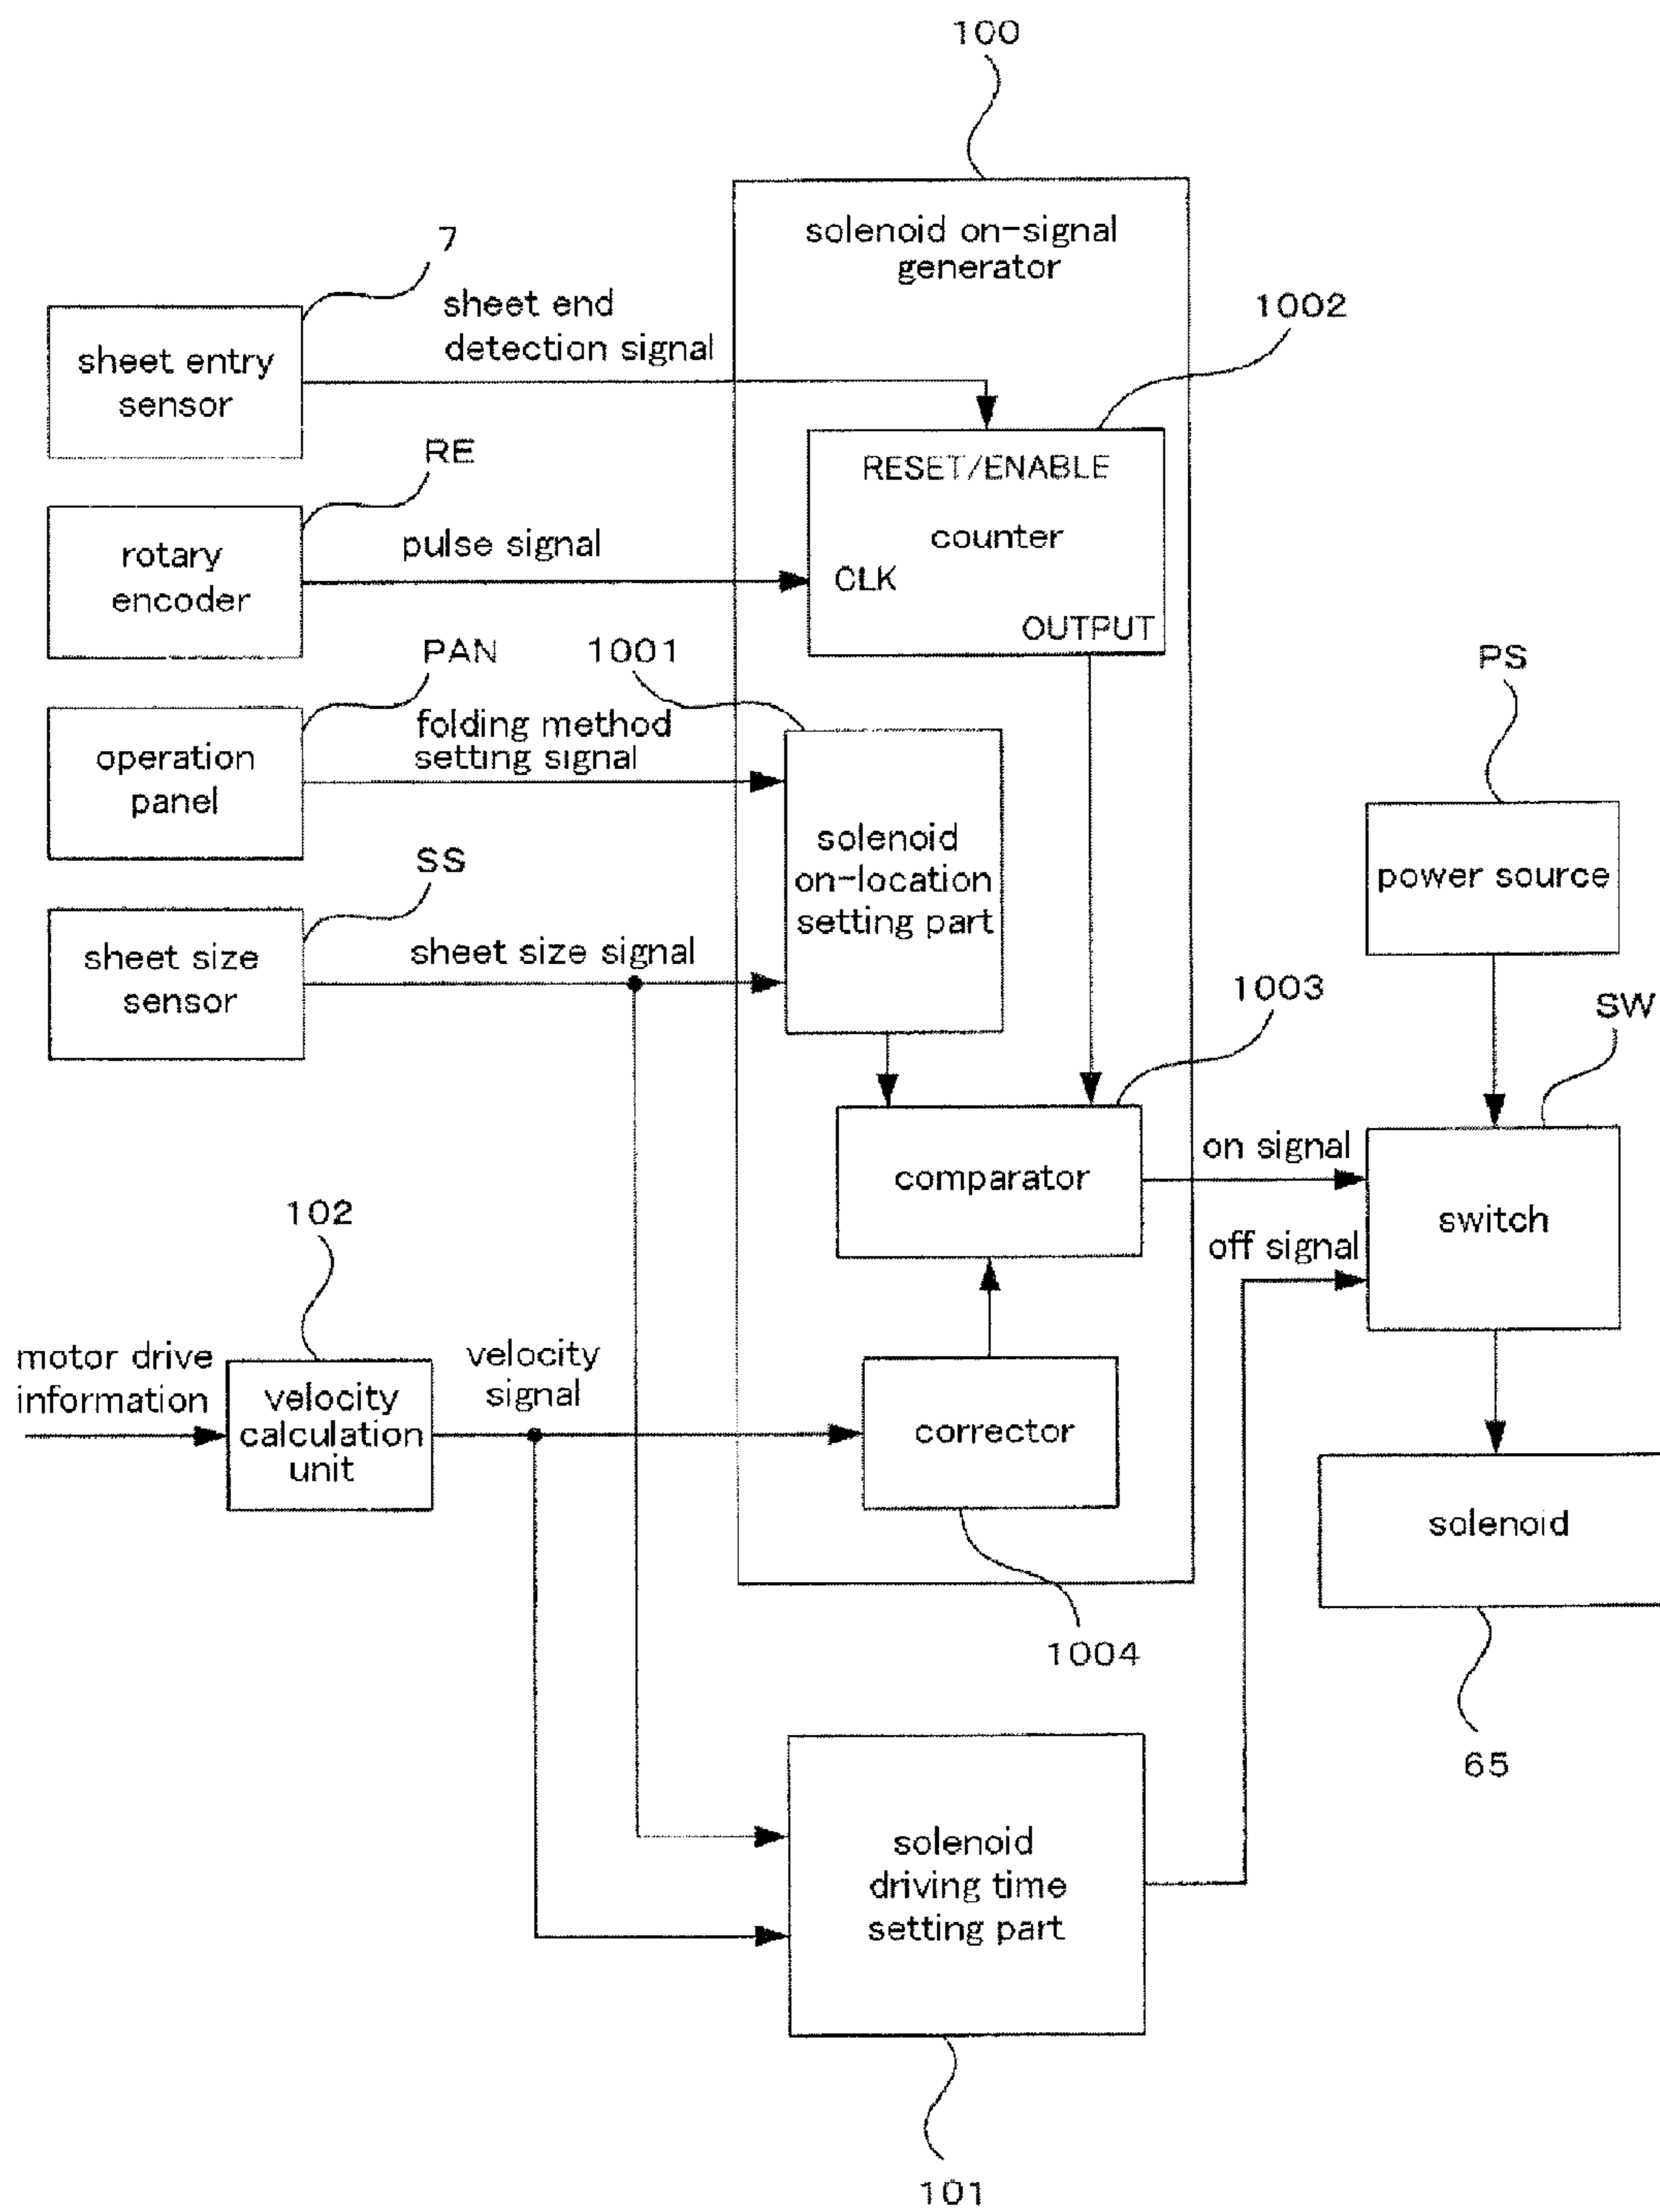 100
solenoid on-signal
generator
7
sheet end
detection signal
1002
sheet entry
sensor
RE
RESET/ENABLE
counter
CLK
OUTPUT
pulse signal
rotary
encoder
PAN
1001
folding method
setting signal
operation
panel
solenoid
on-location
setting part
PS
power source
SS
sheet size signal
sheet size
sensor
1003
SW
comparator
on signal
off signal
switch
102
motor drive
information
velocity
calculation
unit
velocity
signal
corrector
solenoid
1004
65
solenoid
driving time
setting part
101